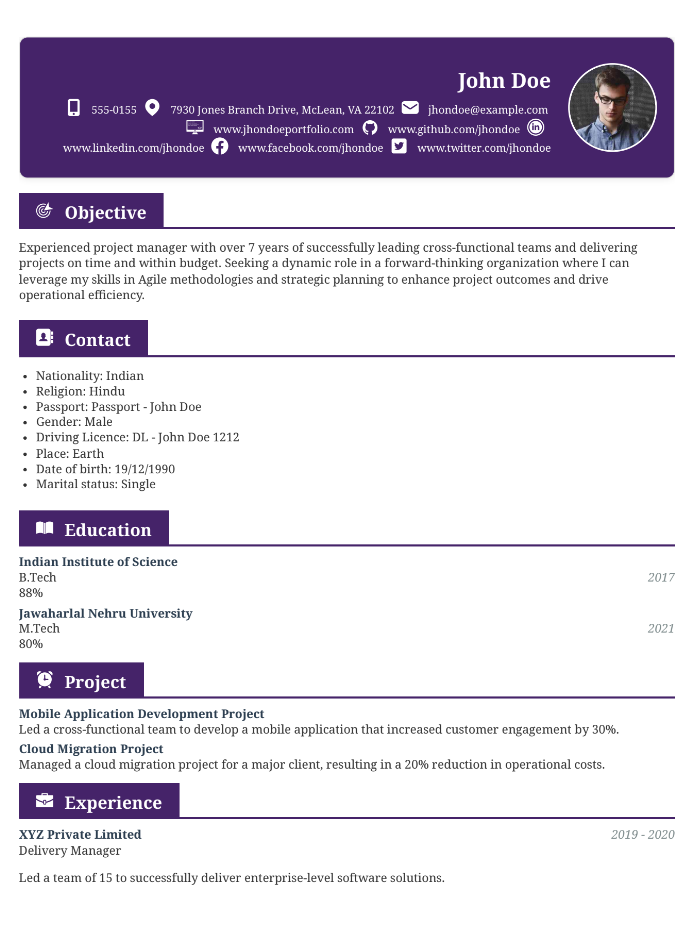 John Doe
555-0155 7930 Jones Branch Drive, McLean, VA 22102 jhondoe@example.com
www.jhondoeportfolio.com www.github.com/jhondoe
www.linkedin.com/jhondoe www.facebook.com/jhondoe www.twitter.com/jhondoe
Objective
Experienced project manager with over 7 years of successfully leading cross-functional teams and delivering
projects on time and within budget. Seeking a dynamic role in a forward-thinking organization where I can
leverage my skills in Agile methodologies and strategic planning to enhance project outcomes and drive
operational efficiency.
Contact
• Nationality: Indian
• Religion: Hindu
• Passport: Passport - John Doe
• Gender: Male
• Driving Licence: DL - John Doe 1212
• Place: Earth
• Date of birth: 19/12/1990
• Marital status: Single
Education
Indian Institute of Science
B.Tech 2017
88%
Jawaharlal Nehru University
M.Tech 2021
80%
Project
Mobile Application Development Project
Led a cross-functional team to develop a mobile application that increased customer engagement by 30%.
Cloud Migration Project
Managed a cloud migration project for a major client, resulting in a 20% reduction in operational costs.
Experience
XYZ Private Limited 2019 - 2020
Delivery Manager
Led a team of 15 to successfully deliver enterprise-level software solutions.